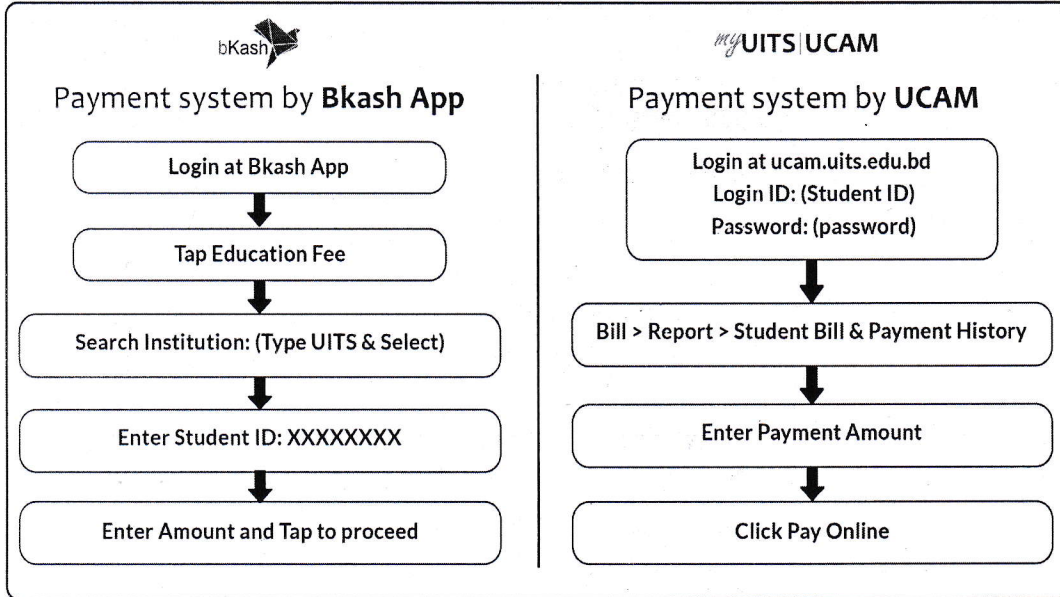 bKash
Payment system by Bkash App
Login at Bkash App
Tap Education Fee
Search Institution: (Type UITS & Select)
Enter Student ID: XXXXXXXX
Enter Amount and Tap to proceed
myUITS|UCAM
Payment system by UCAM
Login at ucam.uits.edu.bd
Login ID: (Student ID)
Password: (password)
Bill > Report > Student Bill & Payment History
Enter Payment Amount
Click Pay Online